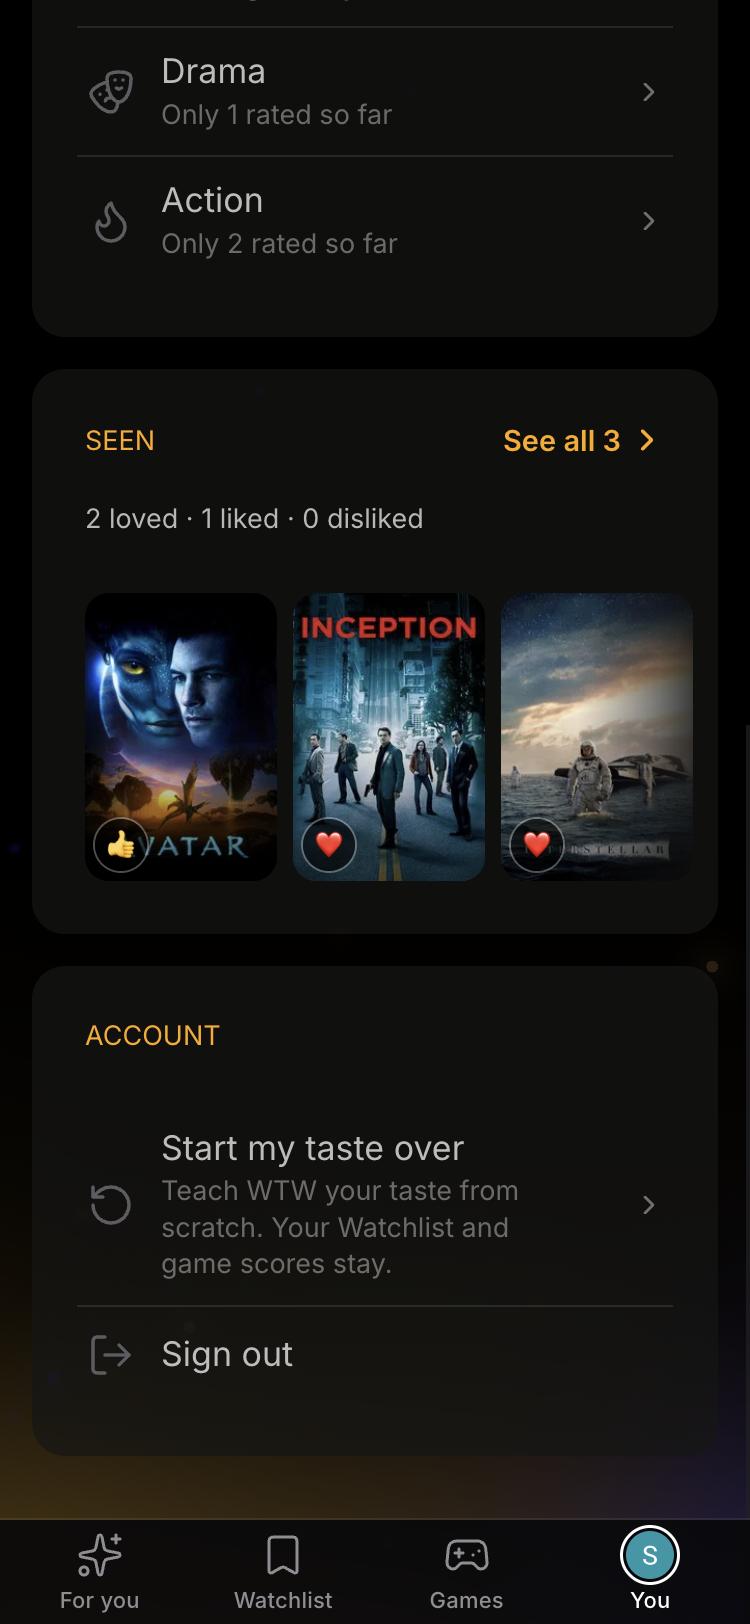 Drama
Only 1 rated so far
Action
Only 2 rated so far
SEEN
See all 3
2 loved · 1 liked · 0 disliked
INCEPTION
VATAR
ERSTELLAR
ACCOUNT
Start my taste over
Teach WTW your taste from
scratch. Your Watchlist and
game scores stay.
Sign out
S
For you
Watchlist
Games
You